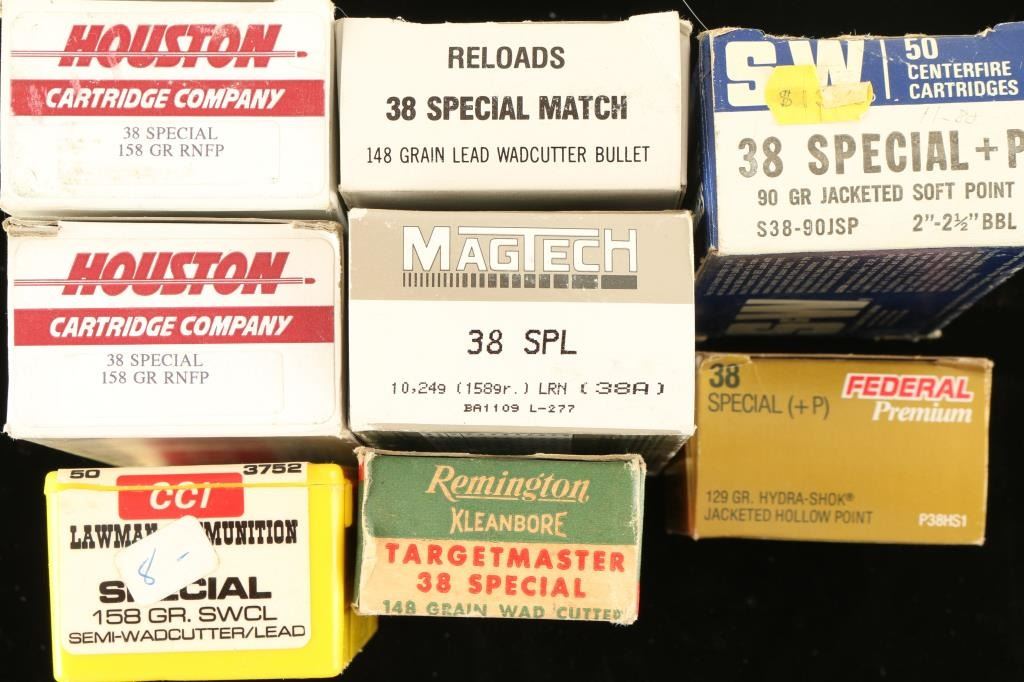 HOUSTON
CARTRIDGE COMPANY
38 SPECIAL
158 GR RNFP
RELOADS
38 SPECIAL MATCH
148 GRAIN LEAD WADCUTTER BULLET
S W
50
CENTERFIRE
CARTRIDGES
38 SPECIAL + P
90 GR JACKETED SOFT POINT
S38-90JSP 2"-2½" BBL
HOUSTON
CARTRIDGE COMPANY
38 SPECIAL
158 GR RNFP
MAGTECH
38 SPL
10,249 (158gr.) LRN (38A)
BA1109 L-277
38
SPECIAL (+P)
FEDERAL
Premium
129 GR. HYDRA-SHOK®
JACKETED HOLLOW POINT
P38HS1
50 3752
CCI
LAWMAN
158 GR. SWCL
SEMI-WADCUTTER/LEAD
8 -
Remington
KLEANBORE
TARGETMASTER
38 SPECIAL
148 GRAIN WAD CUTTER